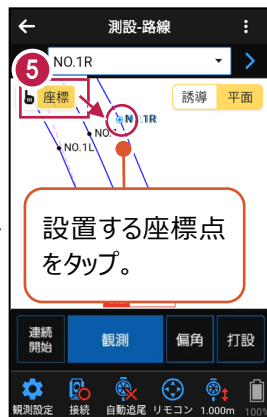 測設-路線
5
NO.1R
座標
誘導 平面
NO.1R
NO.
NO.1L
設置する座標点
をタップ。
連続
開始
観測
偏角
打設
観測設定 接続 自動追尾 リモコン 1.000m 100%